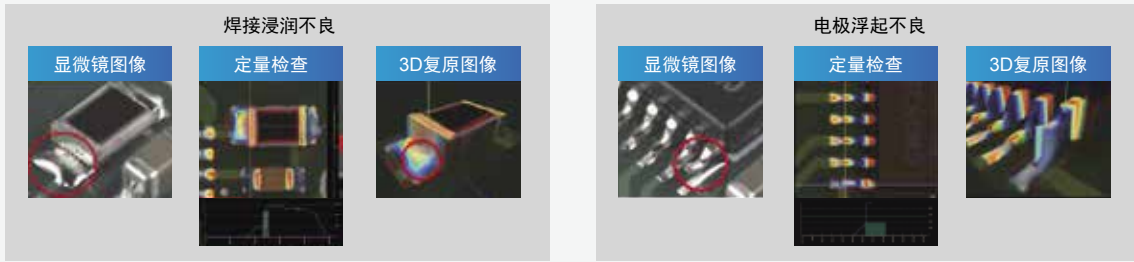 焊接浸润不良
显微镜图像
定量检查
3D复原图像
电极浮起不良
显微镜图像
定量检查
3D复原图像